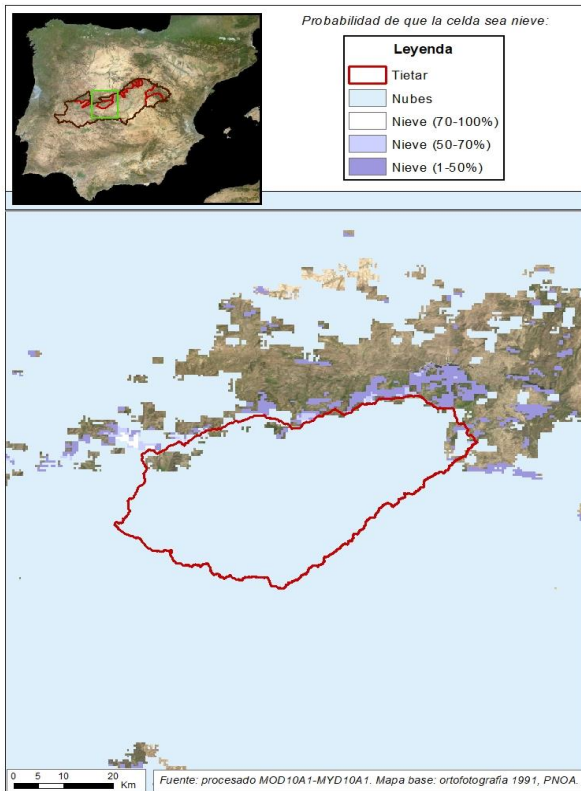 Probabilidad de que la celda sea nieve:
Leyenda
Tietar
Nubes
Nieve (70-100%)
Nieve (50-70%)
Nieve (1-50%)
0 5 10 20
Km
Fuente: procesado MOD10A1-MYD10A1. Mapa base: ortofotografia 1991, PNOA.